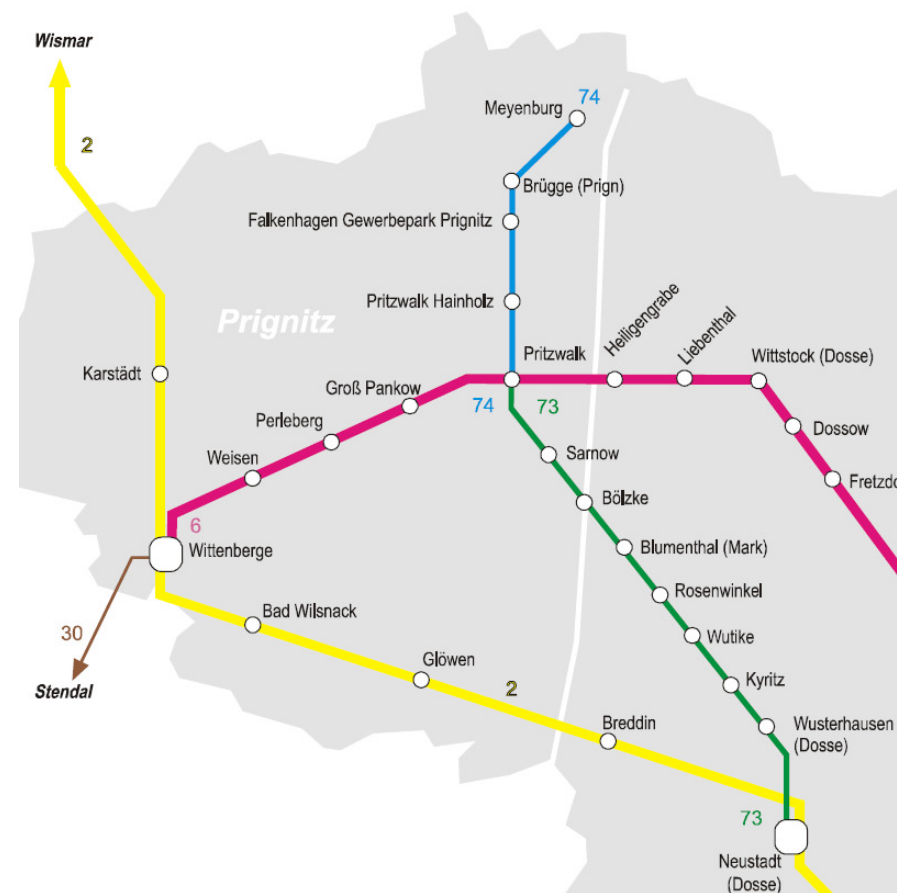 Wismar
74
Meyenburg
2
Brügge (Prign)
Falkenhagen Gewerbepark Prignitz
Pritzwalk Hainholz
Prignitz
Heiligengrabe
Liebenthal
Pritzwalk
Wittstock (Dosse)
Karstädt
Groß Pankow
74
73
Perleberg
Dossow
Weisen
Sarnow
Fretzdo
Bölzke
6
Wittenberge
Blumenthal (Mark)
Rosenwinkel
Bad Wilsnack
30
Wutike
Glöwen
Kyritz
Stendal
2
Breddin
Wusterhausen
(Dosse)
73
Neustadt
(Dosse)